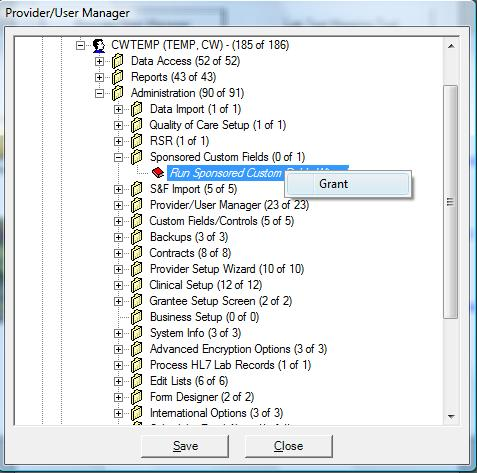 Provider/User Manager
CWTEMP (TEMP, CW) - (185 of 186)
Data Access (52 of 52)
Reports (43 of 43)
Administration (90 of 91)
Data Import (1 of 1)
Quality of Care Setup (1 of 1)
RSR (1 of 1)
Sponsored Custom Fields (0 of 1)
Run Sponsored Custom
Grant
S&F Import (5 of 5)
Provider/User Manager (23 of 23)
Custom Fields/Controls (5 of 5)
Backups (3 of 3)
Contracts (8 of 8)
Provider Setup Wizard (10 of 10)
Clinical Setup (12 of 12)
Grantee Setup Screen (2 of 2)
Business Setup (0 of 0)
System Info (3 of 3)
Advanced Encryption Options (3 of 3)
Process HL7 Lab Records (1 of 1)
Edit Lists (6 of 6)
Form Designer (2 of 2)
International Options (3 of 3)
Save Close